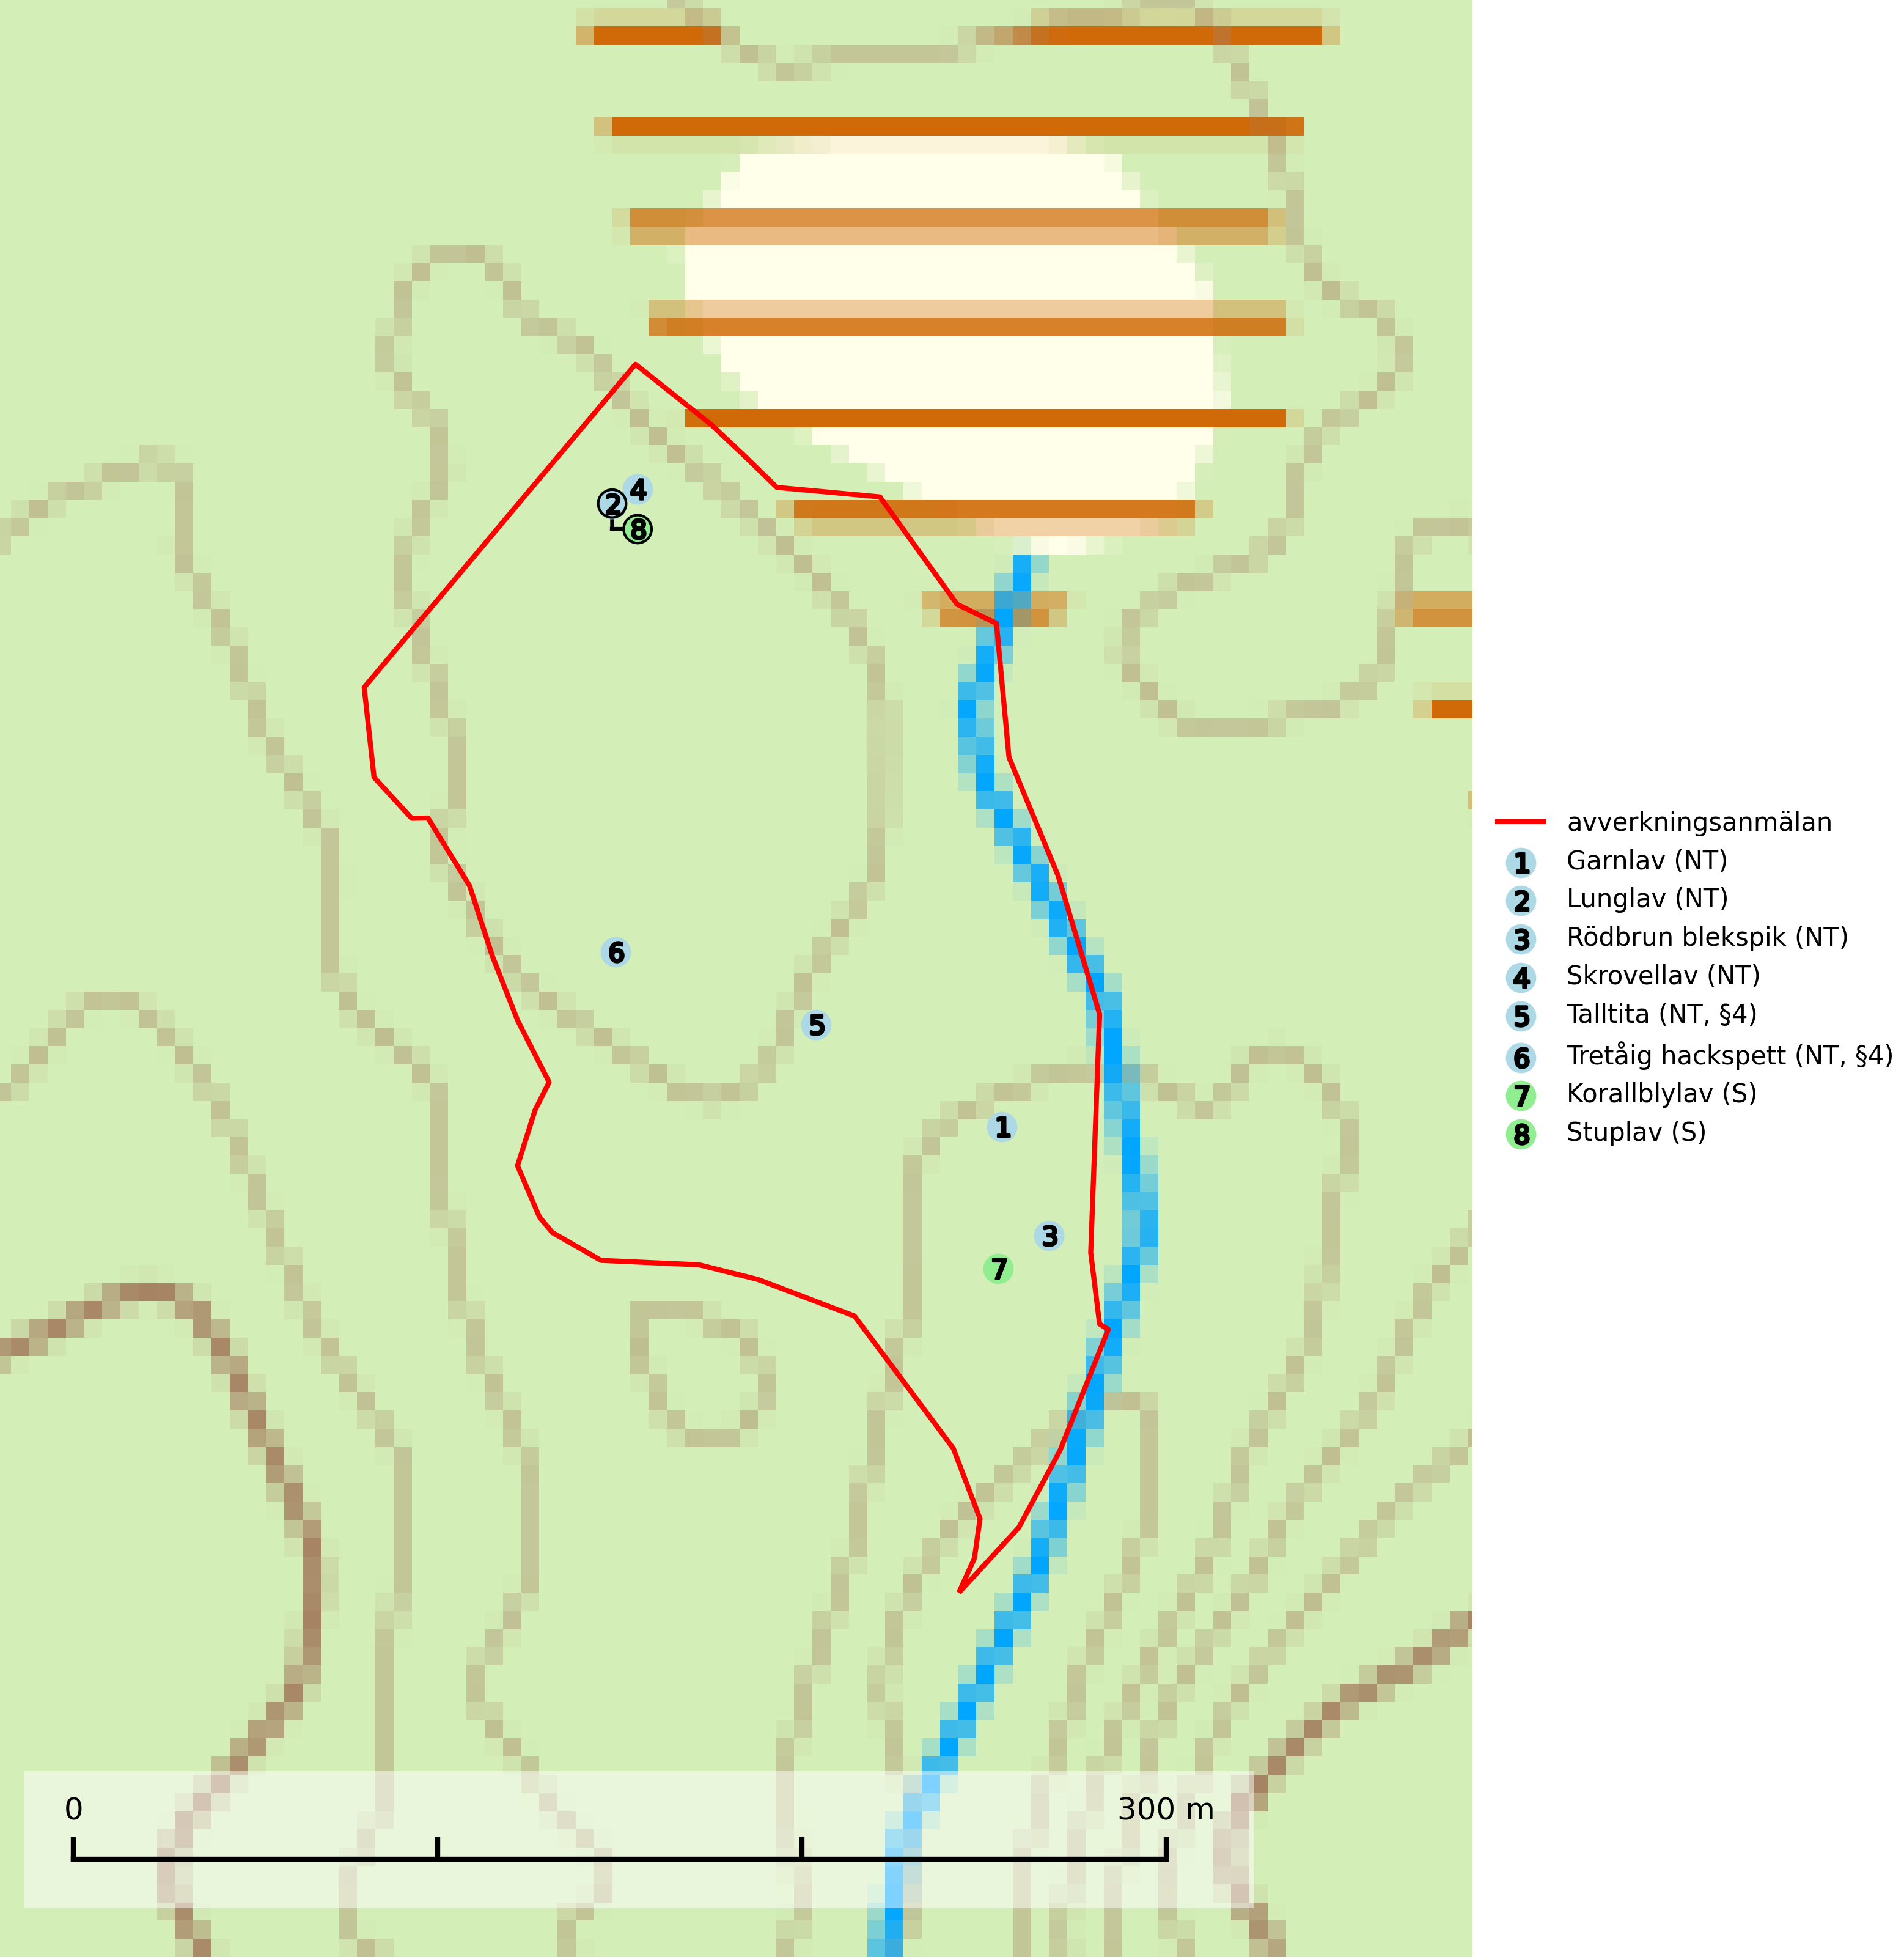 4
2
8
6
5
1
3
7
avverkningsanmälan
1 Garnlav (NT)
2 Lunglav (NT)
3 Rödbrun blekspik (NT)
4 Skrovellav (NT)
5 Talltita (NT, §4)
6 Tretåig hackspett (NT, §4)
7 Korallblylav (S)
8 Stuplav (S)
0 300 m